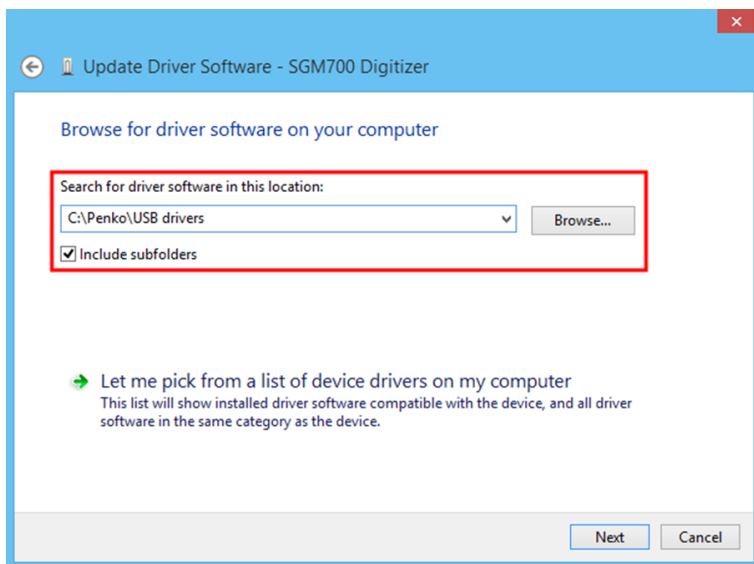 Update Driver Software - SGM700 Digitizer
Browse for driver software on your computer
Search for driver software in this location:
C:\Penko\USB drivers
Browse...
Include subfolders
Let me pick from a list of device drivers on my computer
This list will show installed driver software compatible with the device, and all driver
software in the same category as the device.
Next
Cancel